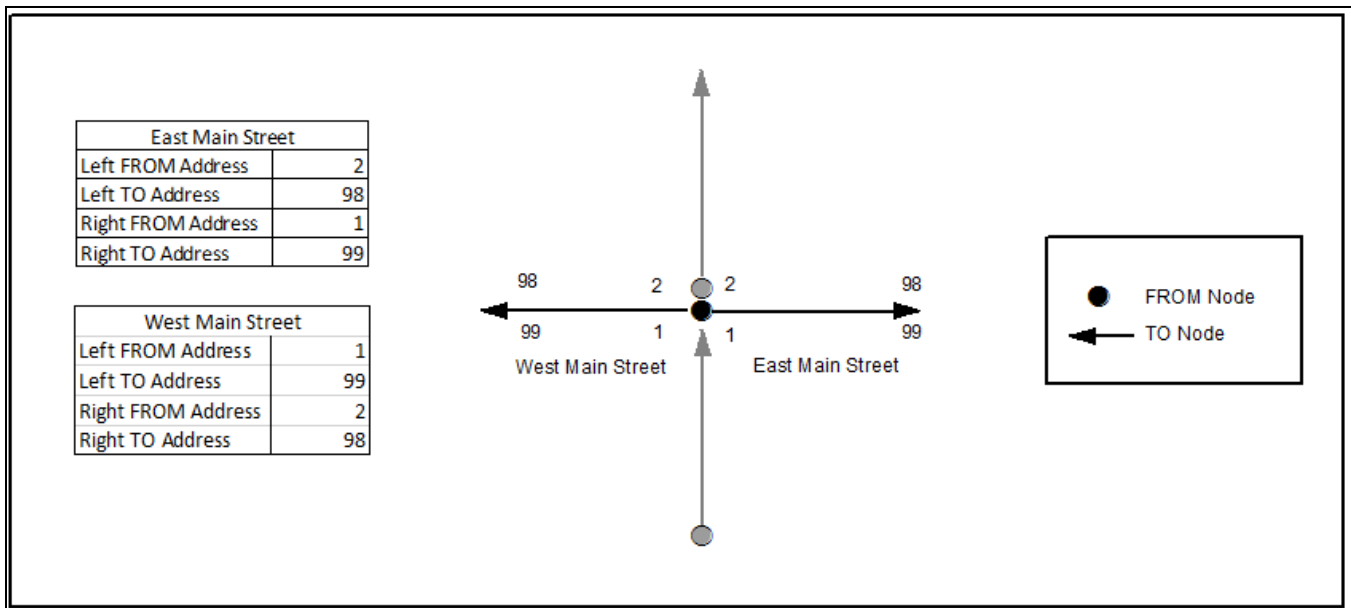 East Main Street
Left FROM Address 2
Left TO Address 98
Right FROM Address 1
Right TO Address 99
West Main Street
Left FROM Address 1
Left TO Address 99
Right FROM Address 2
Right TO Address 98
98 2 2 98
99 1 1 99
West Main Street East Main Street
FROM Node
TO Node